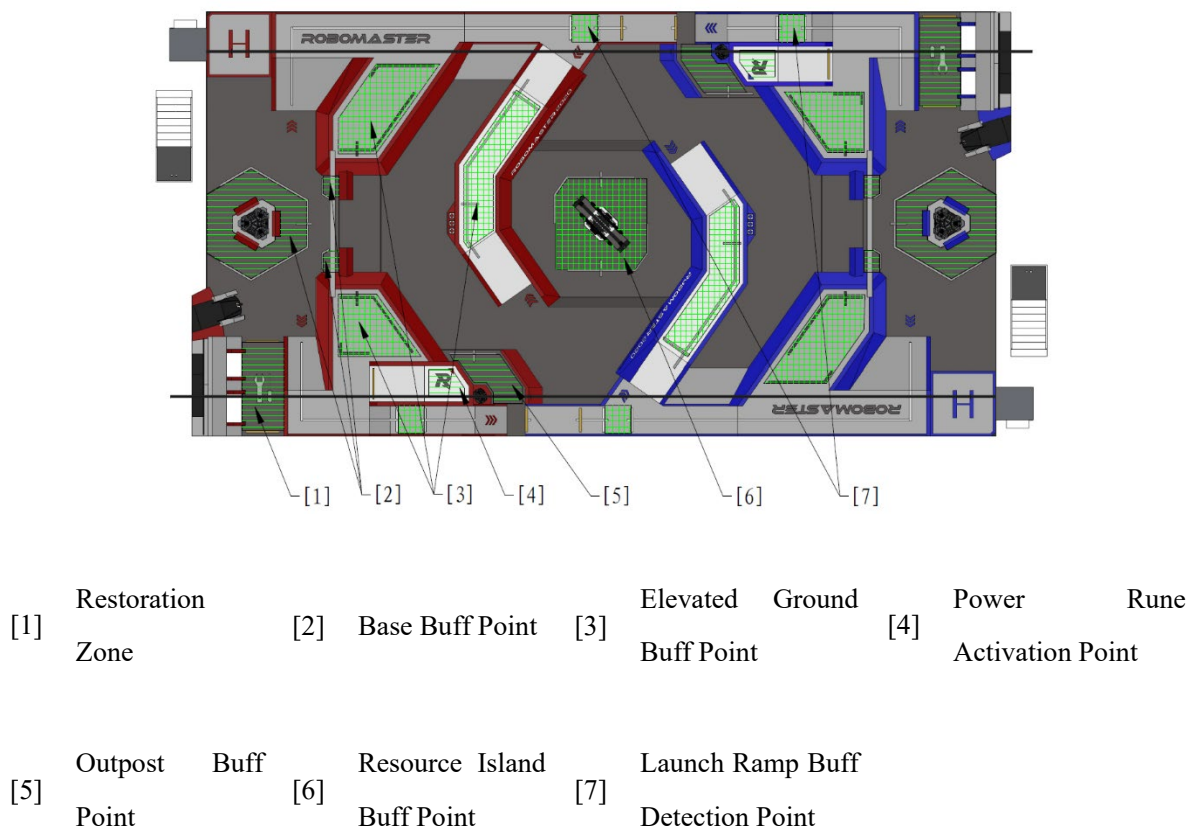 ROBOMASTER
R
H
ROBOMASTER
ROBOMASTER
R
ROBOMASTER
H
[1] [2] [3] [4] [5] [6] [7]
[1] Restoration Zone
[2] Base Buff Point
[3] Elevated Ground Buff Point
[4] Power Rune Activation Point
[5] Outpost Buff Point
[6] Resource Island Buff Point
[7] Launch Ramp Buff Detection Point